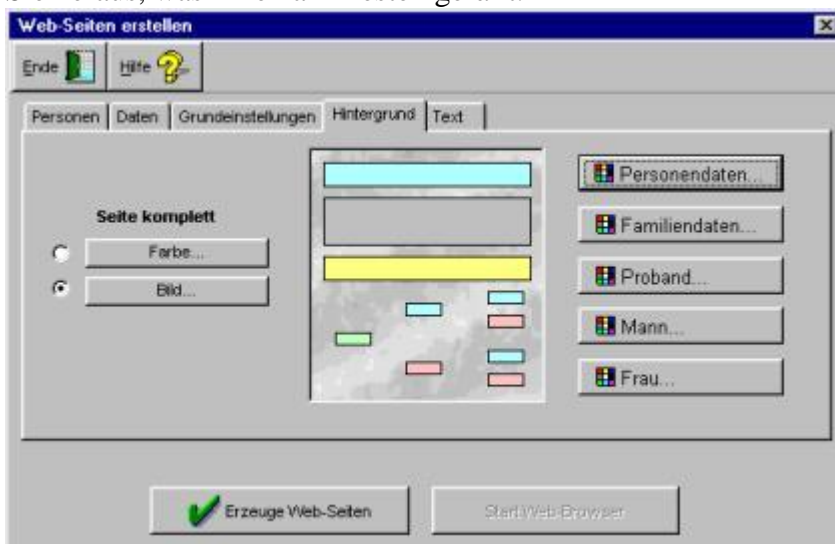 Web-Seiten erstellen
Ende Hilfe
Personen Daten Grundeinstellungen Hintergrund Text
Seite komplett
Farbe...
Bild...
Personendaten...
Familiendaten...
Proband...
Mann...
Frau...
Erzeuge Web-Seiten Start Web-Browser